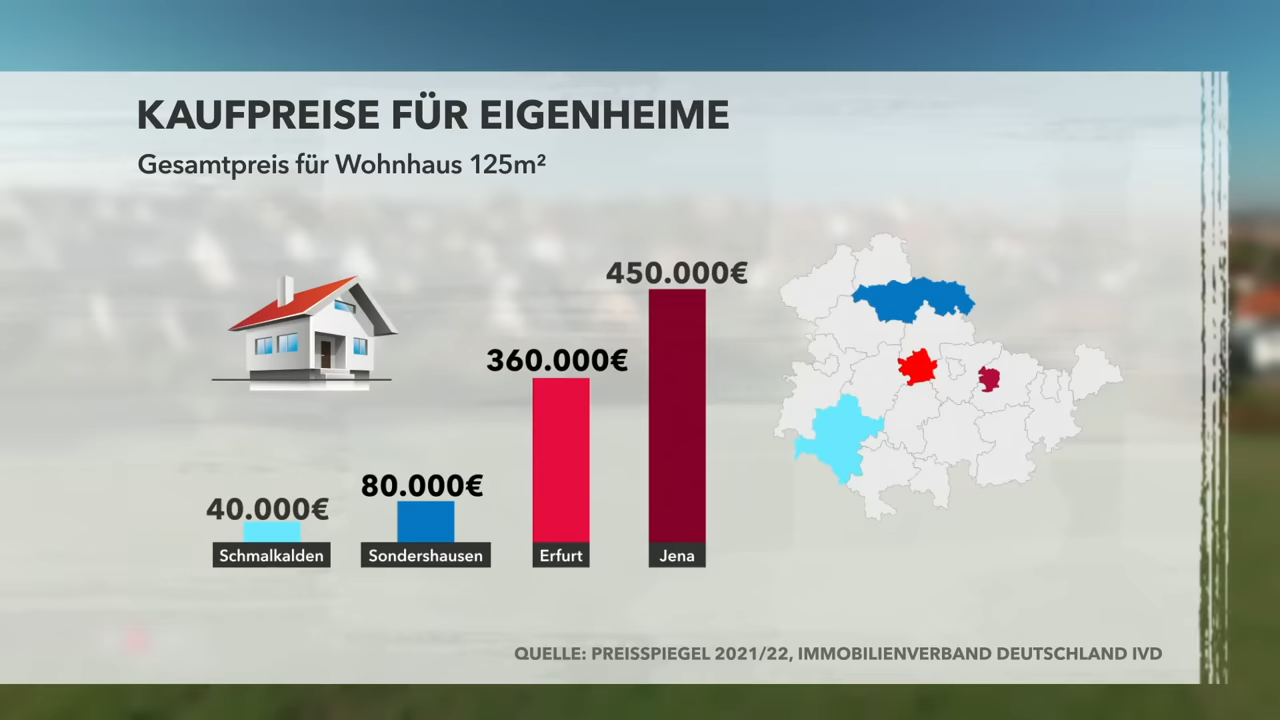 KAUFPREISE FÜR EIGENHEIME
Gesamtpreis für Wohnhaus 125m²
450.000€
360.000€
80.000€
40.000€
Schmalkalden
Sondershausen
Erfurt
Jena
QUELLE: PREISSPIEGEL 2021/22, IMMOBILIENVERBAND DEUTSCHLAND IVD